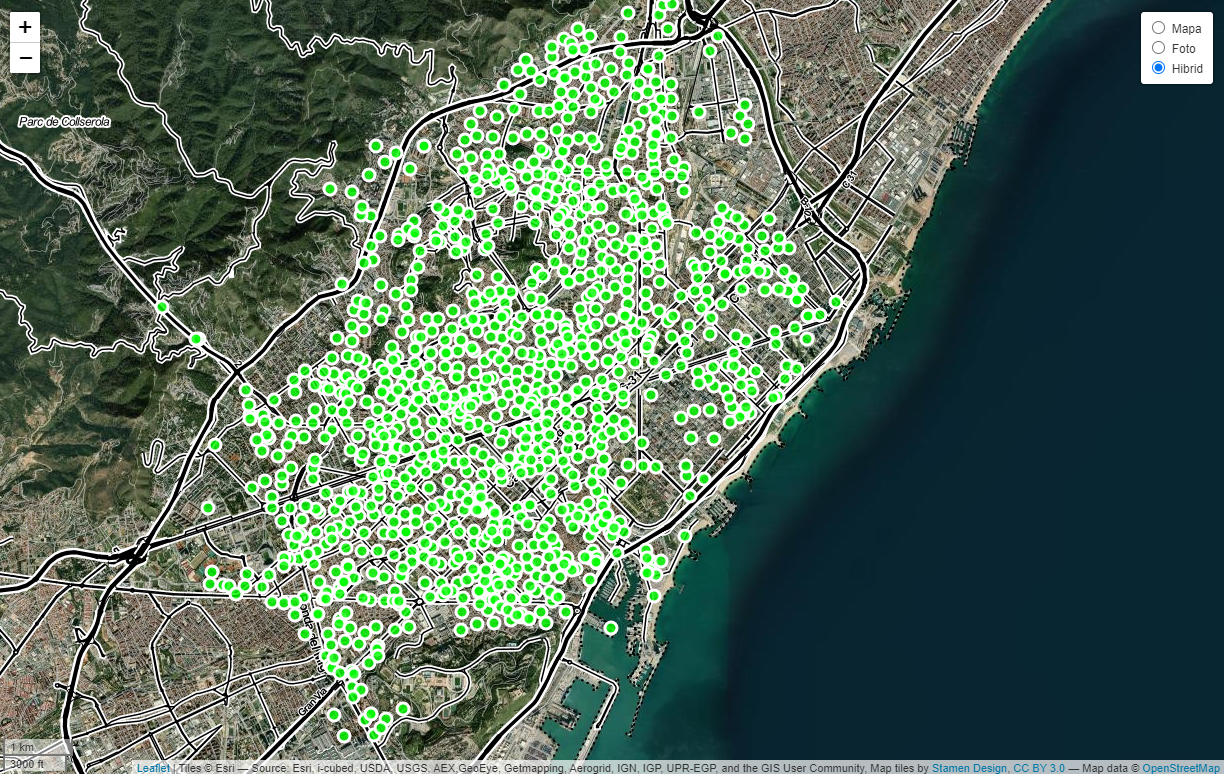 +
−
Mapa
Foto
Híbrid
Parc de Collserola
C-31
Gran Via
1 km
3000 ft
Leaflet | Tiles © Esri — Source: Esri, i-cubed, USDA, USGS, AEX,GeoEye, Getmapping, Aerogrid, IGN, IGP, UPR-EGP, and the GIS User Community, Map tiles by Stamen Design, CC BY 3.0 — Map data © OpenStreetMap